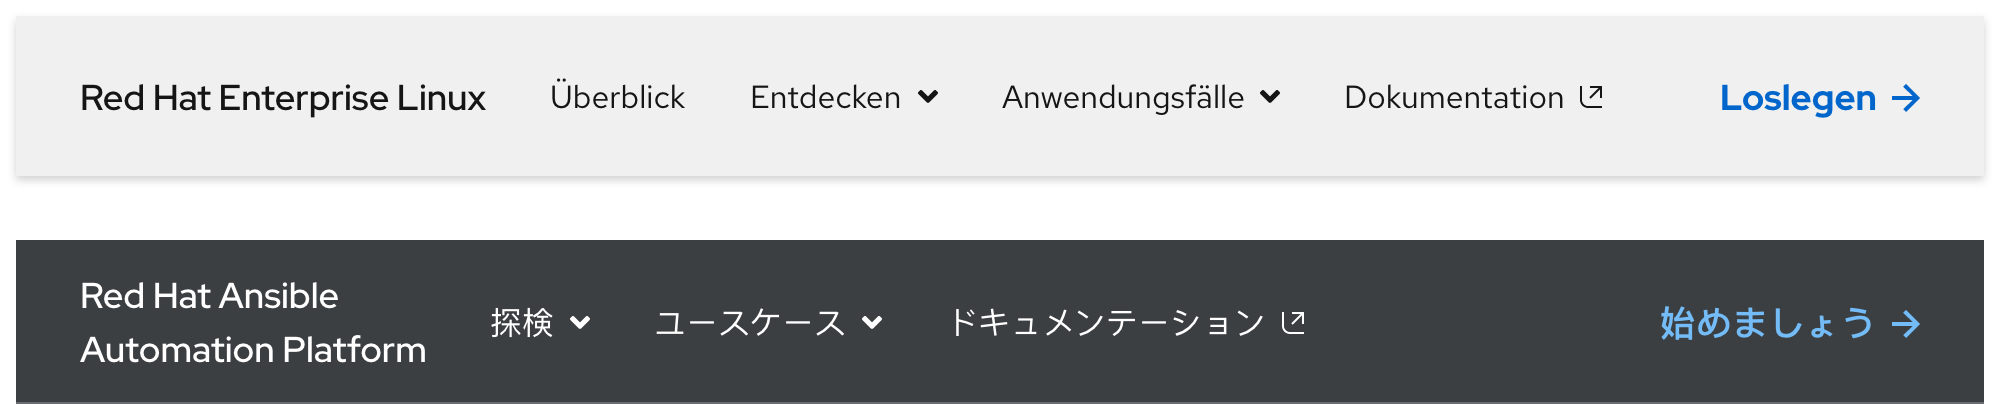 Red Hat Enterprise Linux Überblick Entdecken Anwendungsfälle Dokumentation Loslegen
Red Hat Ansible
Automation Platform
探検 ユースケース ドキュメンテーション 始めましょう